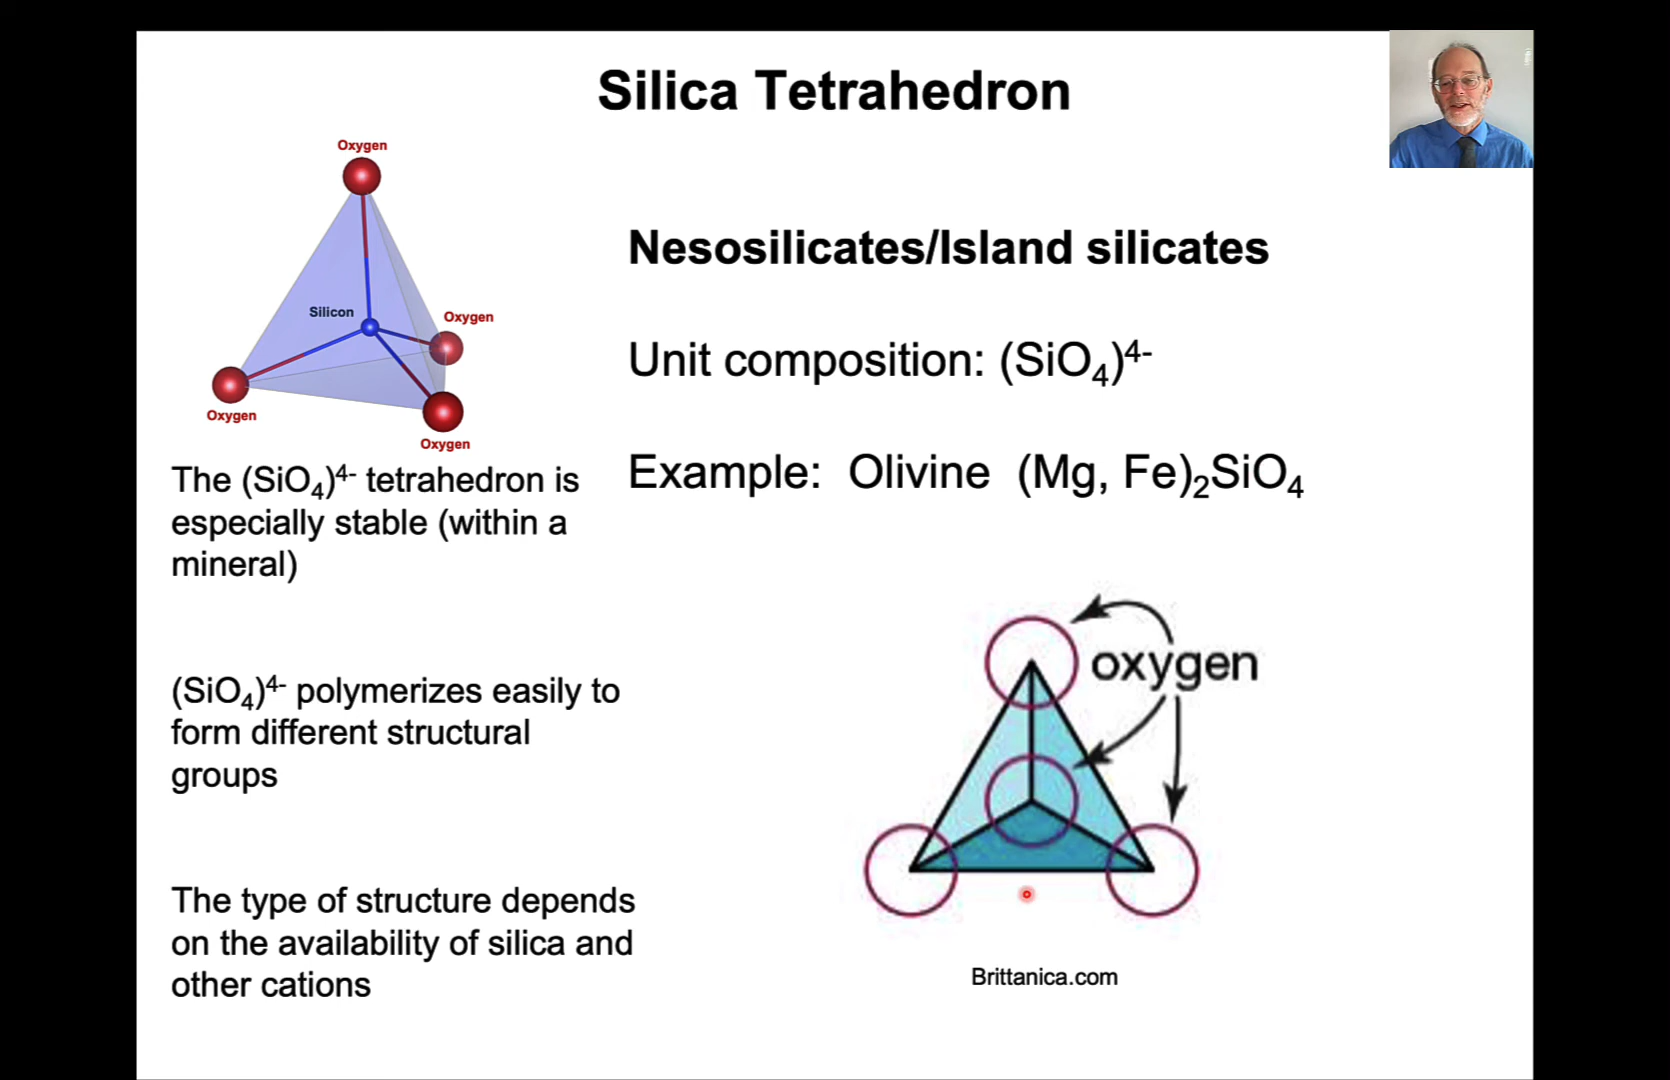 Silica Tetrahedron
Oxygen
Silicon
Oxygen
Oxygen
Oxygen
The (SiO₄)⁴⁻ tetrahedron is
especially stable (within a
mineral)
(SiO₄)⁴⁻ polymerizes easily to
form different structural
groups
The type of structure depends
on the availability of silica and
other cations
Nesosilicates/Island silicates
Unit composition: (SiO₄)⁴⁻
Example: Olivine (Mg, Fe)₂SiO₄
oxygen
Brittanica.com